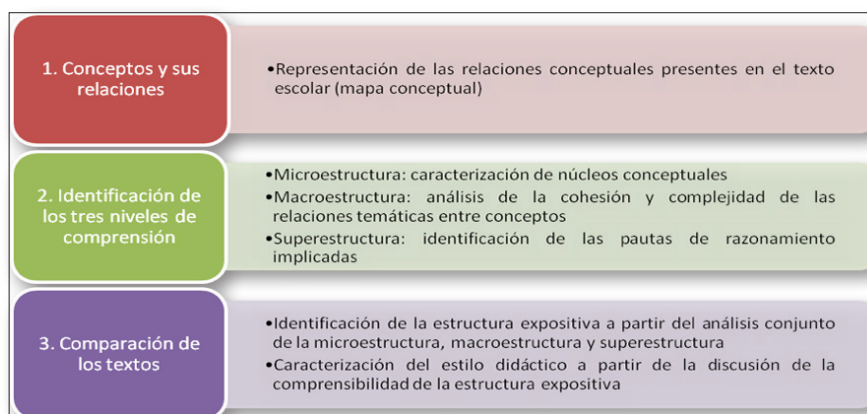 1. Conceptos y sus
relaciones
•Representación de las relaciones conceptuales presentes en el texto
escolar (mapa conceptual)
2. Identificación de
los tres niveles de
comprensión
•Microestructura: caracterización de núcleos conceptuales
•Macroestructura: análisis de la cohesión y complejidad de las
relaciones temáticas entre conceptos
•Superestructura: identificación de las pautas de razonamiento
implicadas
3. Comparación de
los textos
•Identificación de la estructura expositiva a partir del análisis conjunto
de la microestructura, macroestructura y superestructura
•Caracterización del estilo didáctico a partir de la discusión de la
comprensibilidad de la estructura expositiva